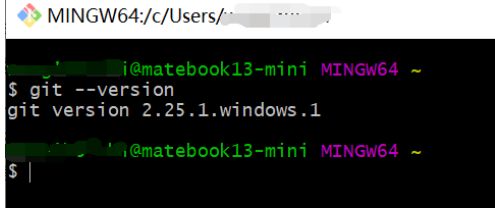 MINGW64:/c/Users/
i@matebook13-mini MINGW64 ~
$ git --version
git version 2.25.1.windows.1
i@matebook13-mini MINGW64 ~
$